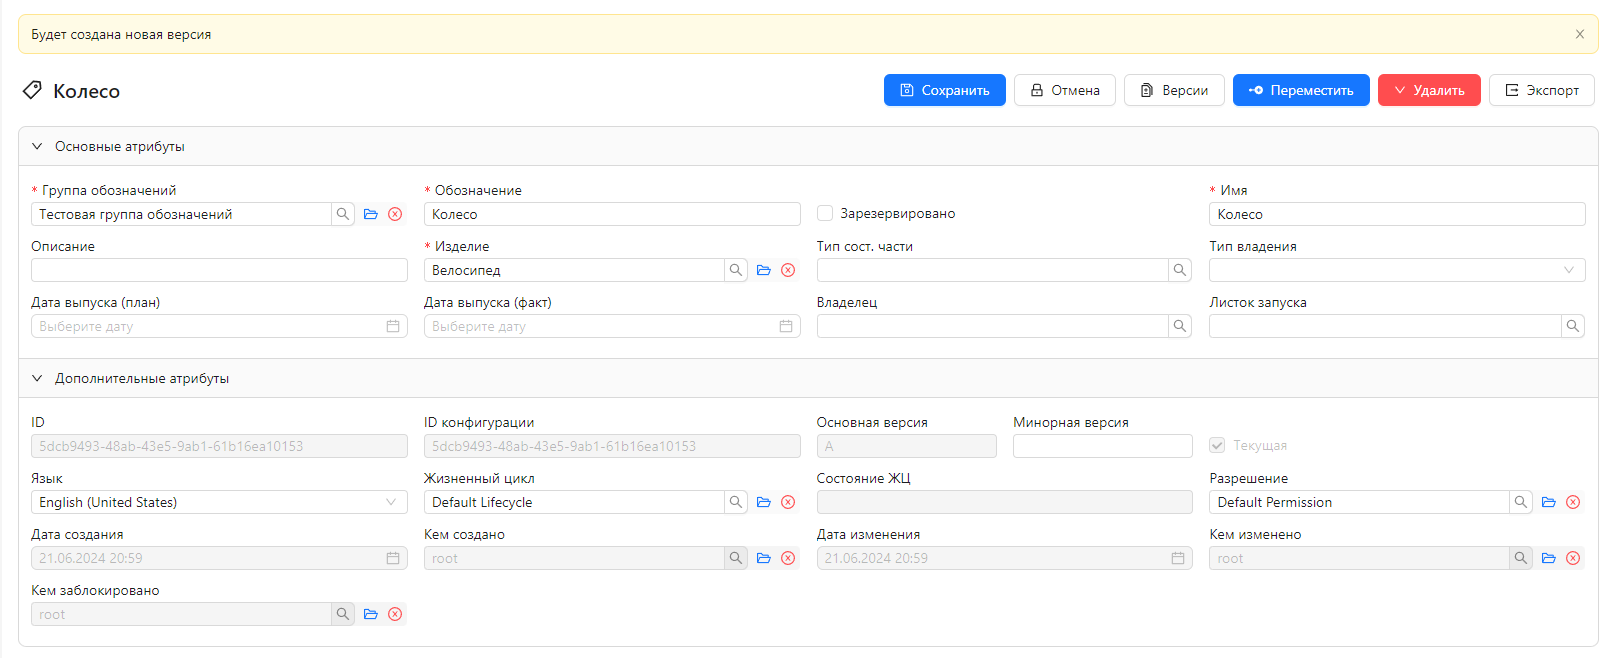 Будет создана новая версия
Колесо
Сохранить Отмена Версии Переместить Удалить Экспорт
Основные атрибуты
* Группа обозначений * Обозначение * Имя
Тестовая группа обозначений Колесо Зарезервировано Колесо
Описание * Изделие Тип сост. части Тип владения
Велосипед
Дата выпуска (план) Дата выпуска (факт) Владелец Листок запуска
Выберите дату Выберите дату
Дополнительные атрибуты
ID ID конфигурации Основная версия Минорная версия
5dcb9493-48ab-43e5-9ab1-61b16ea10153 5dcb9493-48ab-43e5-9ab1-61b16ea10153 A Текущая
Язык Жизненный цикл Состояние ЖЦ Разрешение
English (United States) Default Lifecycle Default Permission
Дата создания Кем создано Дата изменения Кем изменено
21.06.2024 20:59 root 21.06.2024 20:59 root
Кем заблокировано
root